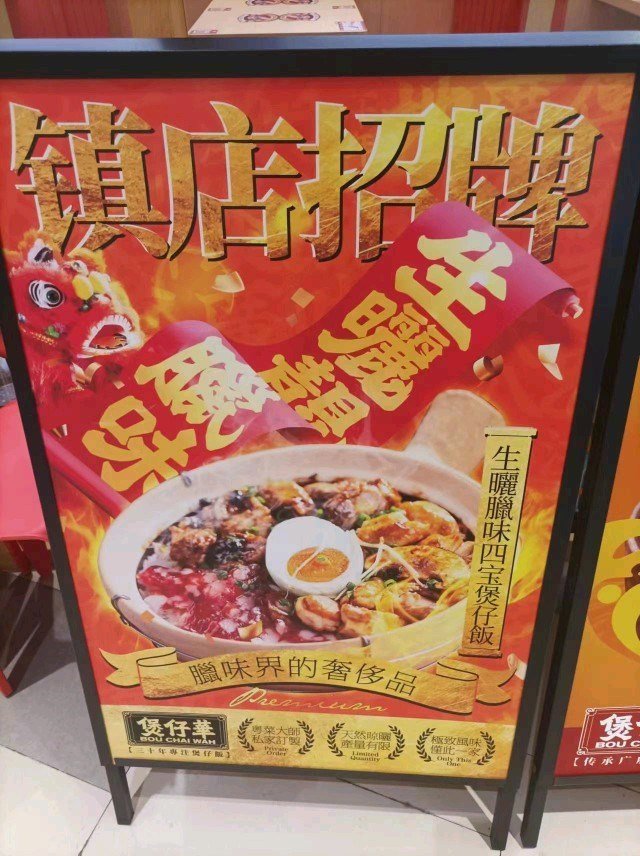 镇店招牌
生曬靚
臘味
生曬臘味四宝煲仔飯
臘味界的奢侈品
Premium
煲仔華
BOU CHAI WAH
【三十年專注煲仔飯】
粵菜大師
私家訂製
Private
Order
天然晾曬
產量有限
Limited
Quantity
極致風味
僅此一家
Only This
One
煲
BOU C
【传承广